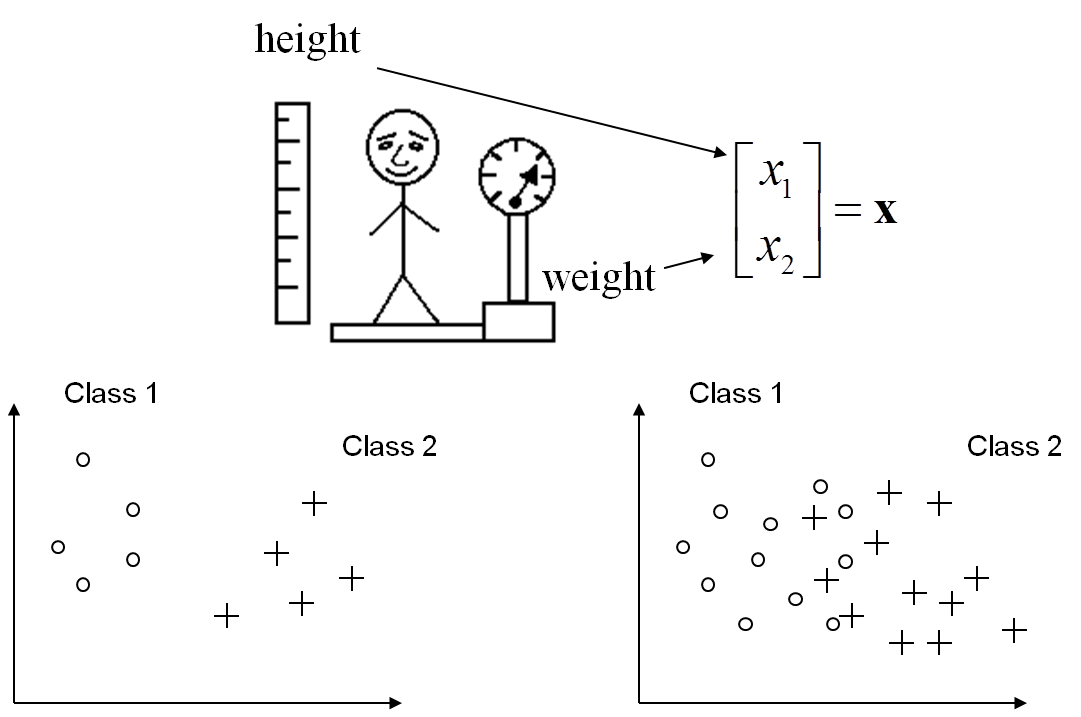 height
x₁
x₂
= x
weight
Class 1
Class 2
Class 1
Class 2